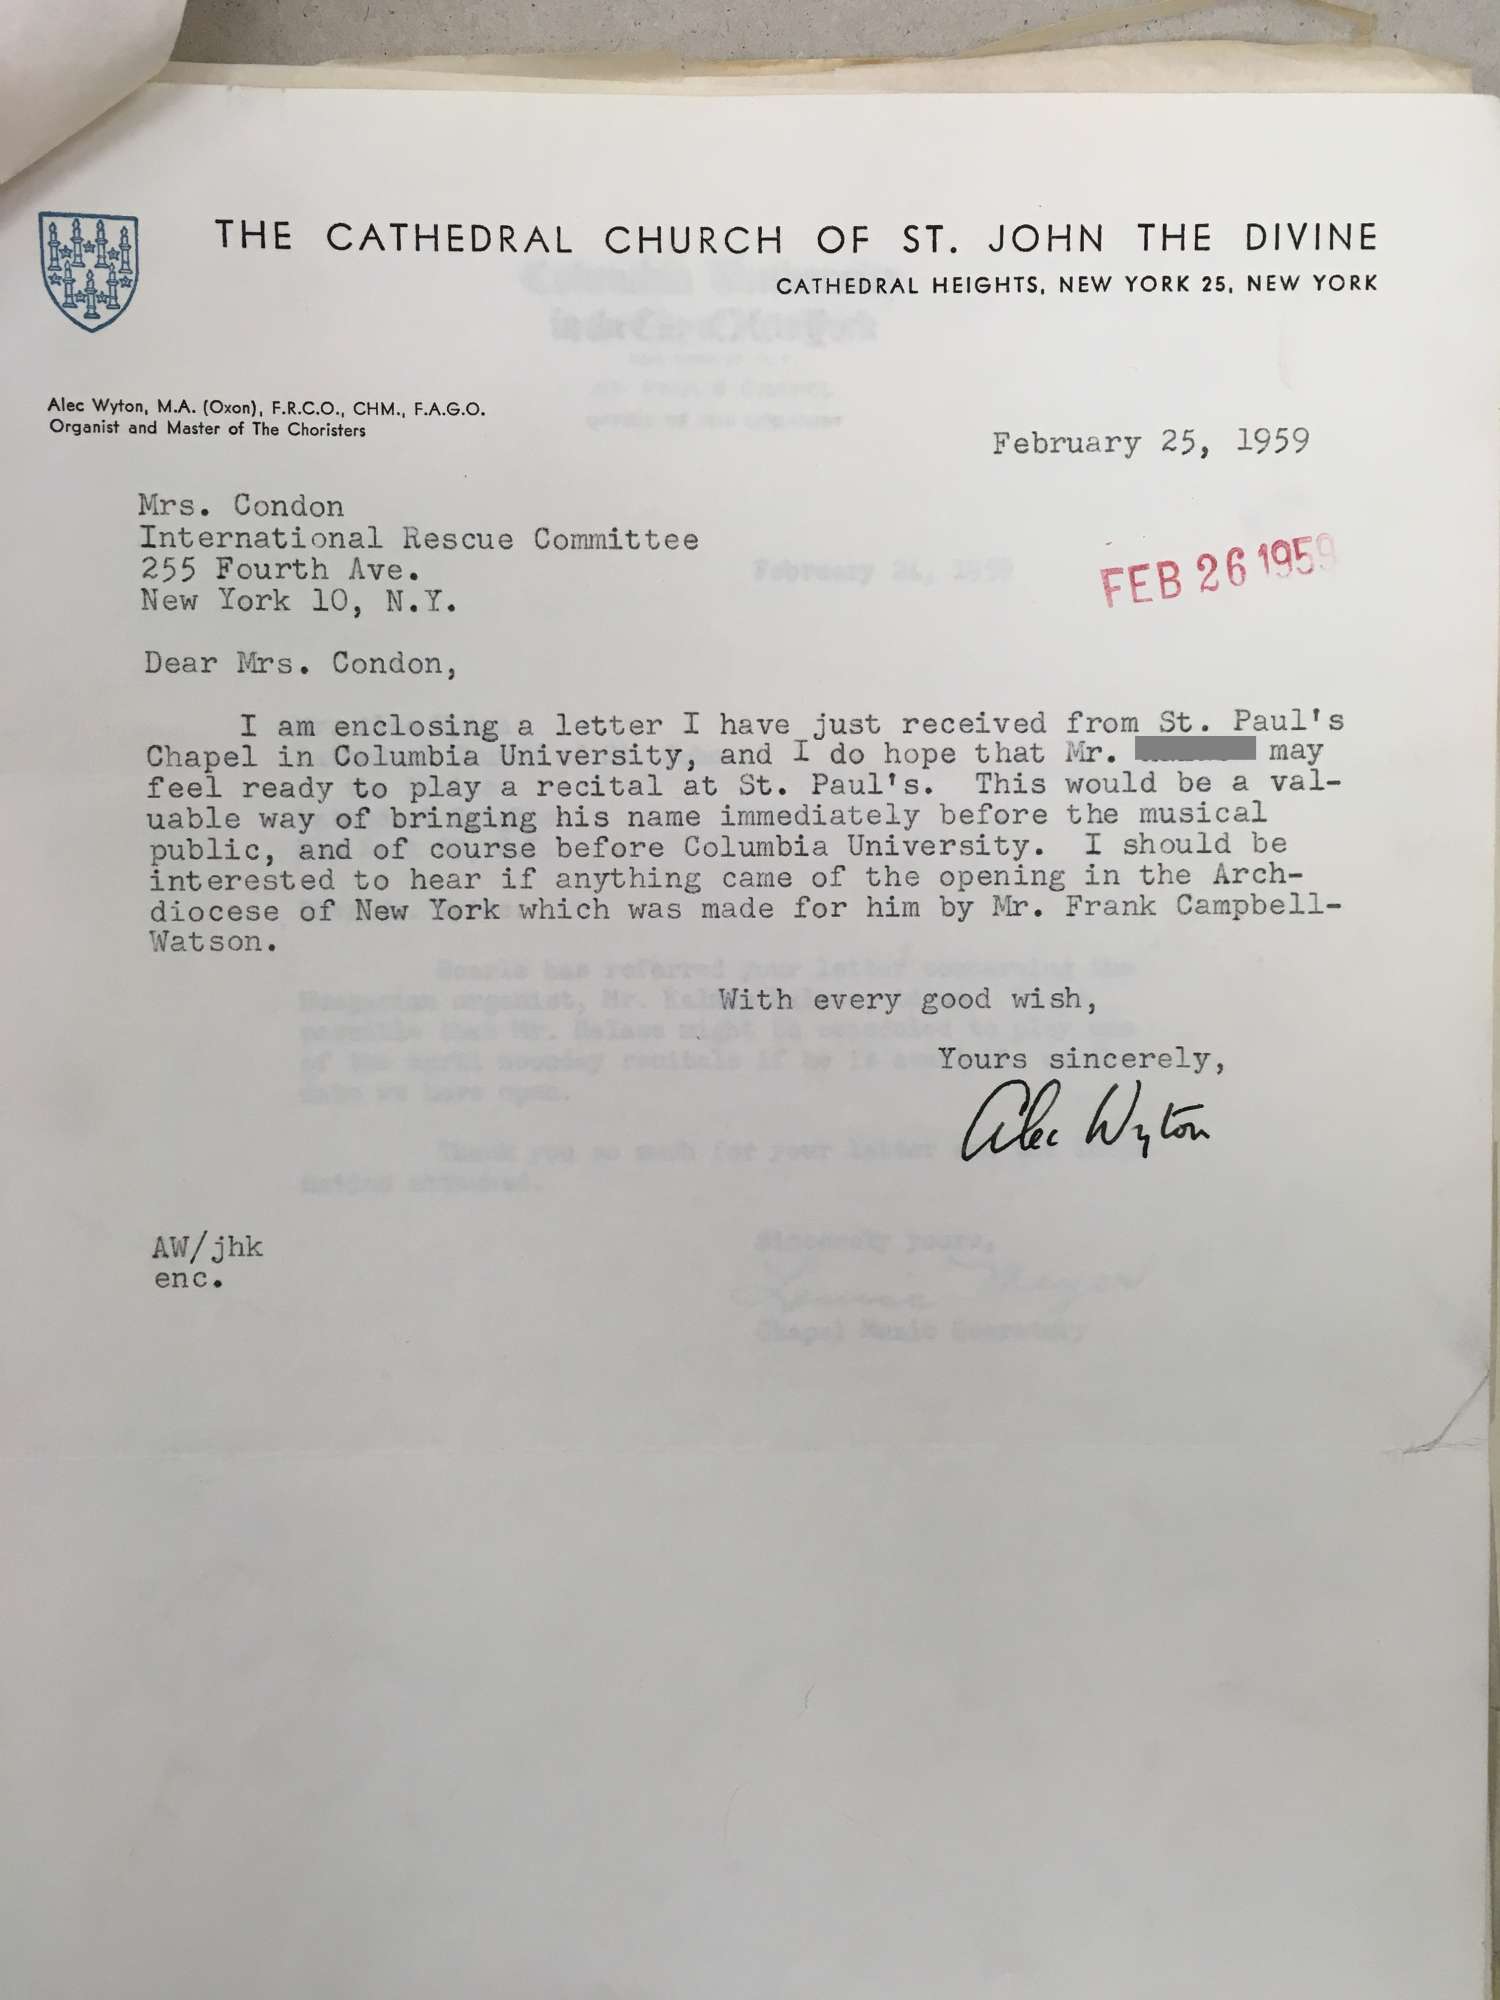 THE CATHEDRAL CHURCH OF ST. JOHN THE DIVINE
CATHEDRAL HEIGHTS, NEW YORK 25, NEW YORK
Alec Wyton, M.A. (Oxon), F.R.C.O., CHM., F.A.G.O.
Organist and Master of The Choristers
February 25, 1959
Mrs. Condon
International Rescue Committee
255 Fourth Ave.
New York 10, N.Y.
FEB 26 1959
Dear Mrs. Condon,
I am enclosing a letter I have just received from St. Paul's
Chapel in Columbia University, and I do hope that Mr. may
feel ready to play a recital at St. Paul's. This would be a val-
uable way of bringing his name immediately before the musical
public, and of course before Columbia University. I should be
interested to hear if anything came of the opening in the Arch-
diocese of New York which was made for him by Mr. Frank Campbell-
Watson.
With every good wish,
Yours sincerely,
Alec Wyton
AW/jhk
enc.